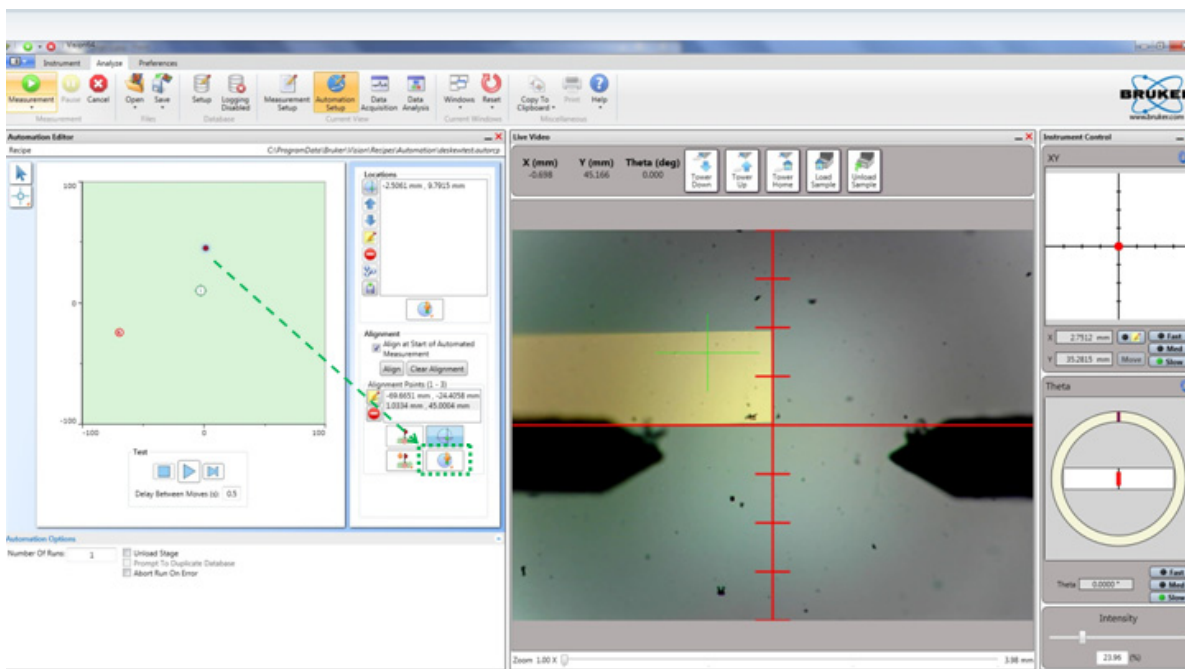 Vision64
Instrument Analyze Preferences
Measurement Pause Cancel Open Save Setup Logging Disabled Measurement Setup Automation Setup Data Acquisition Data Analysis Windows Reset Copy To Clipboard Print Help
Measurement Files Database Current View Current Windows Miscellaneous
BRUKER
www.bruker.com
Automation Editor
Recipe C:\ProgramData\Bruker\Vision\Recipes\Automation\deskewtest.autorcp
100
0
-100
-100 0 100
Test
Delay Between Moves (s): 0.5
Locations
-2.5061 mm , 9.7915 mm
Alignment
Align at Start of Automated
Measurement
Align Clear Alignment
Alignment Points (1 - 3)
-69.6651 mm , -24.4058 mm
1.0334 mm , 45.0004 mm
Automation Options
Number Of Runs: 1
Unload Stage
Prompt To Duplicate Database
Abort Run On Error
Live Video
X (mm) Y (mm) Theta (deg)
-0.698 45.166 0.000
Tower Down Tower Up Tower Home Load Sample Unload Sample
Zoom 1.00 X 3.98 mm
Instrument Control
XY
X 2.7512 mm
Y 35.2815 mm Move
Fast
Med
Slow
Theta
Theta 0.0000 °
Fast
Med
Slow
Intensity
23.96 (%)